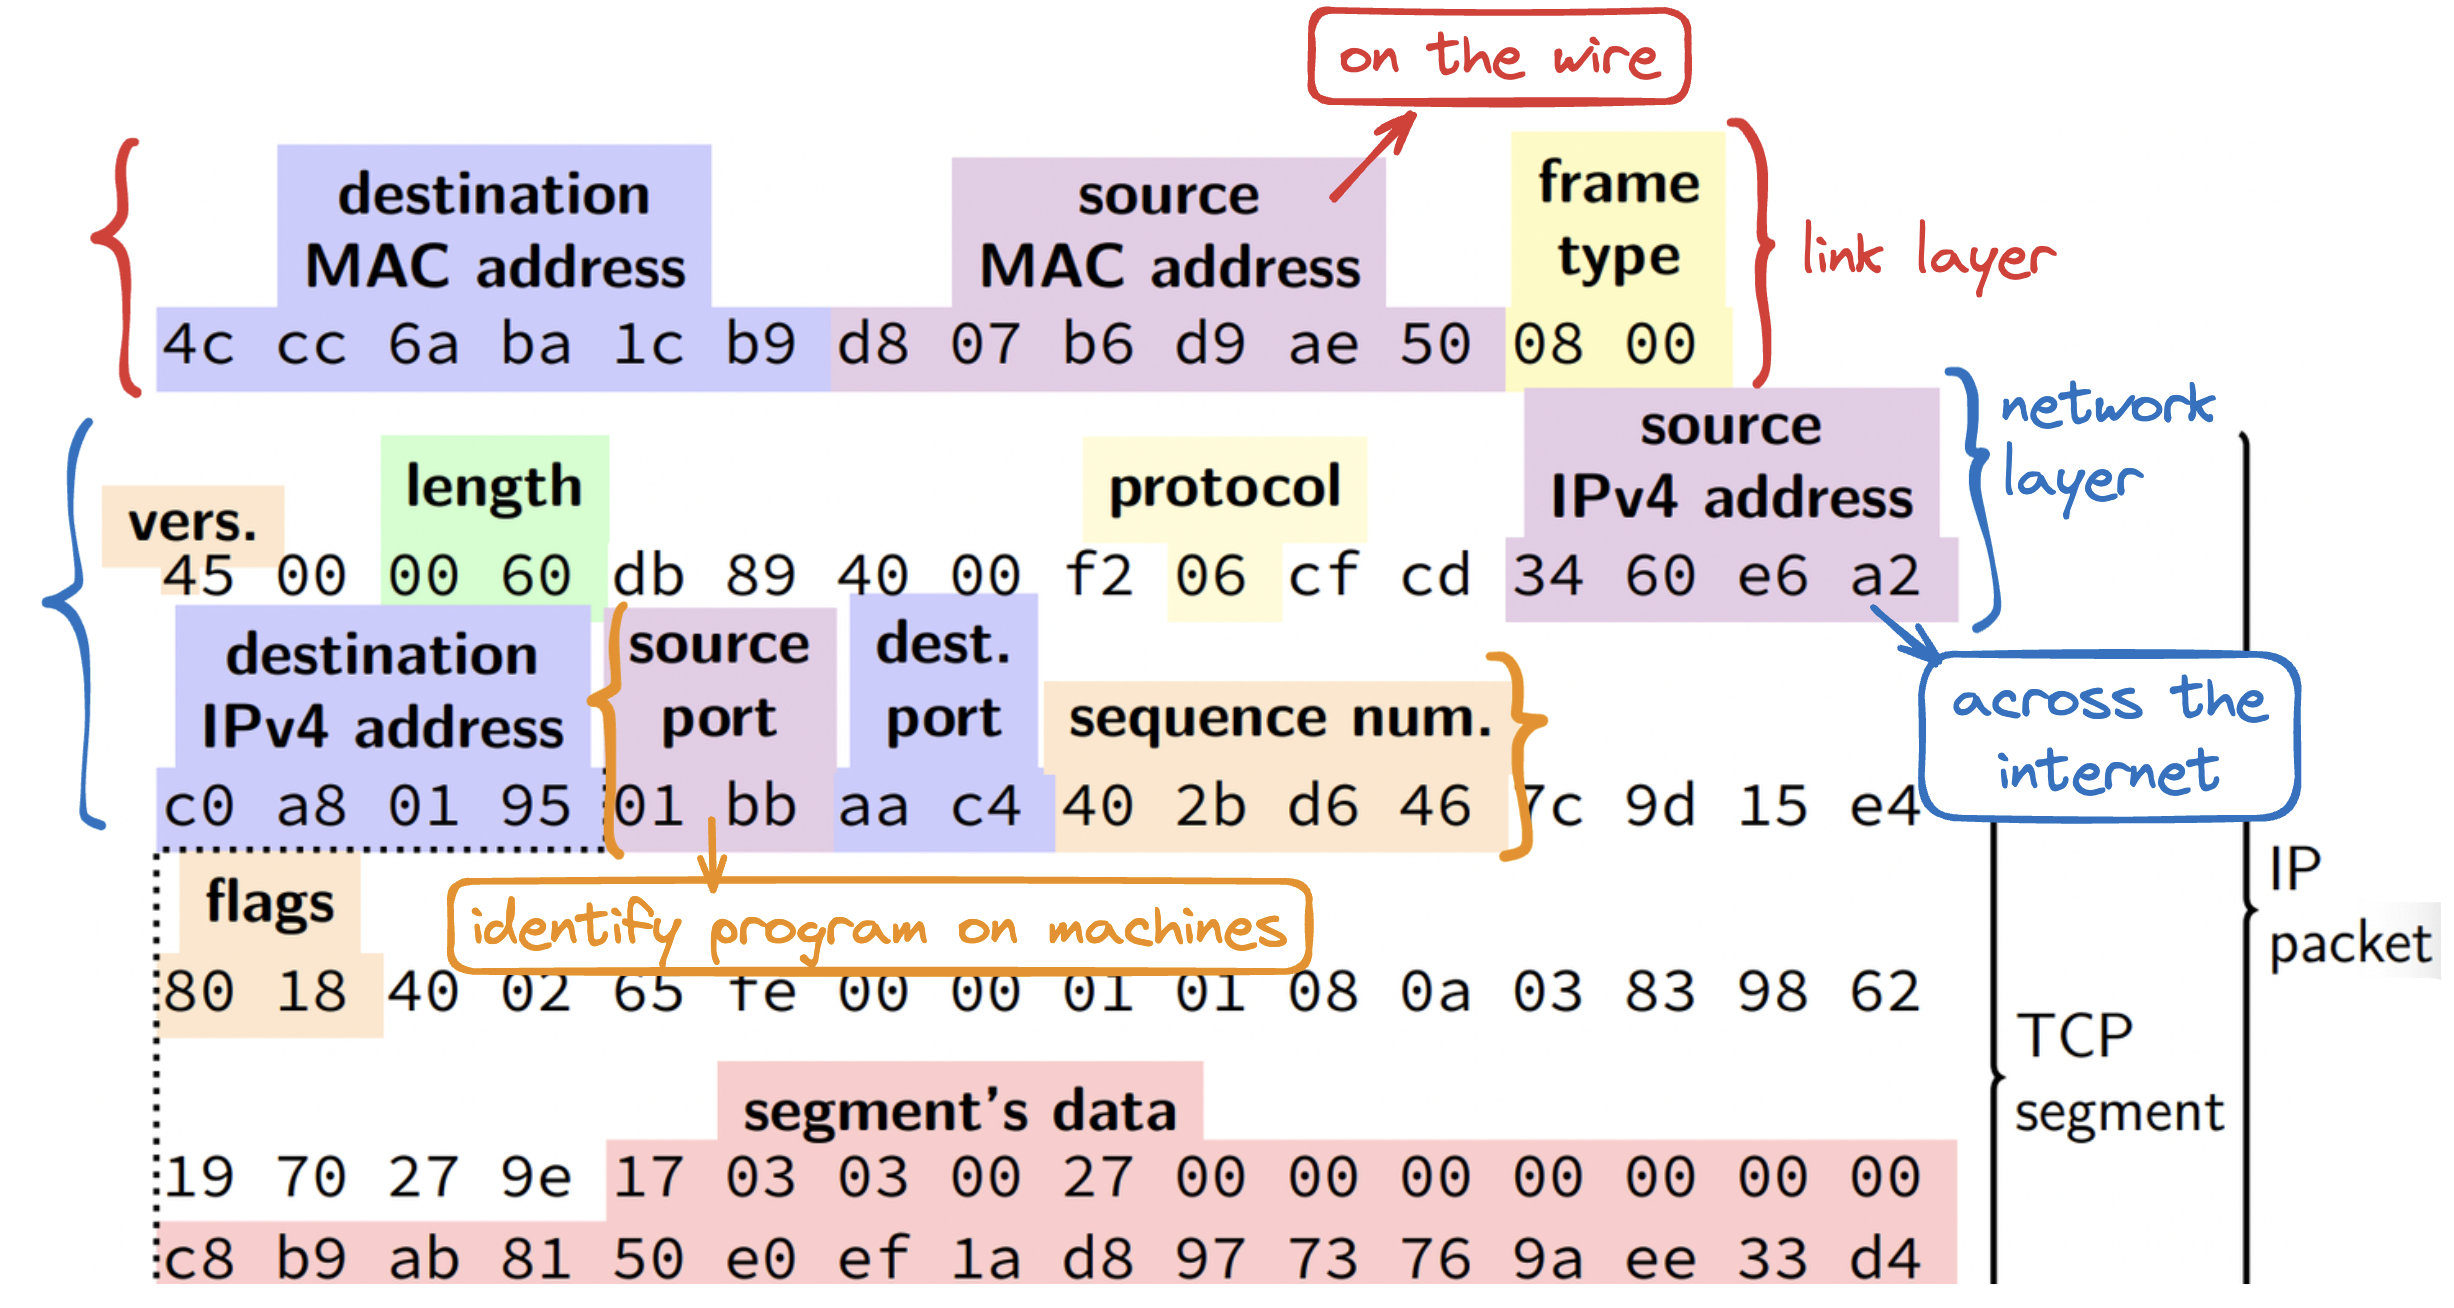 on the wire
destination
MAC address
source
MAC address
frame
type
link layer
4c cc 6a ba 1c b9 d8 07 b6 d9 ae 50 08 00
vers.
length
protocol
source
IPv4 address
network
layer
45 00 00 60 db 89 40 00 f2 06 cf cd 34 60 e6 a2
destination
IPv4 address
source
port
dest.
port
sequence num.
across the
internet
c0 a8 01 95 01 bb aa c4 40 2b d6 46 7c 9d 15 e4
flags
identify program on machines
IP
packet
80 18 40 02 65 fe 00 00 01 01 08 0a 03 83 98 62
TCP
segment
segment's data
19 70 27 9e 17 03 03 00 27 00 00 00 00 00 00 00
c8 b9 ab 81 50 e0 ef 1a d8 97 73 76 9a ee 33 d4